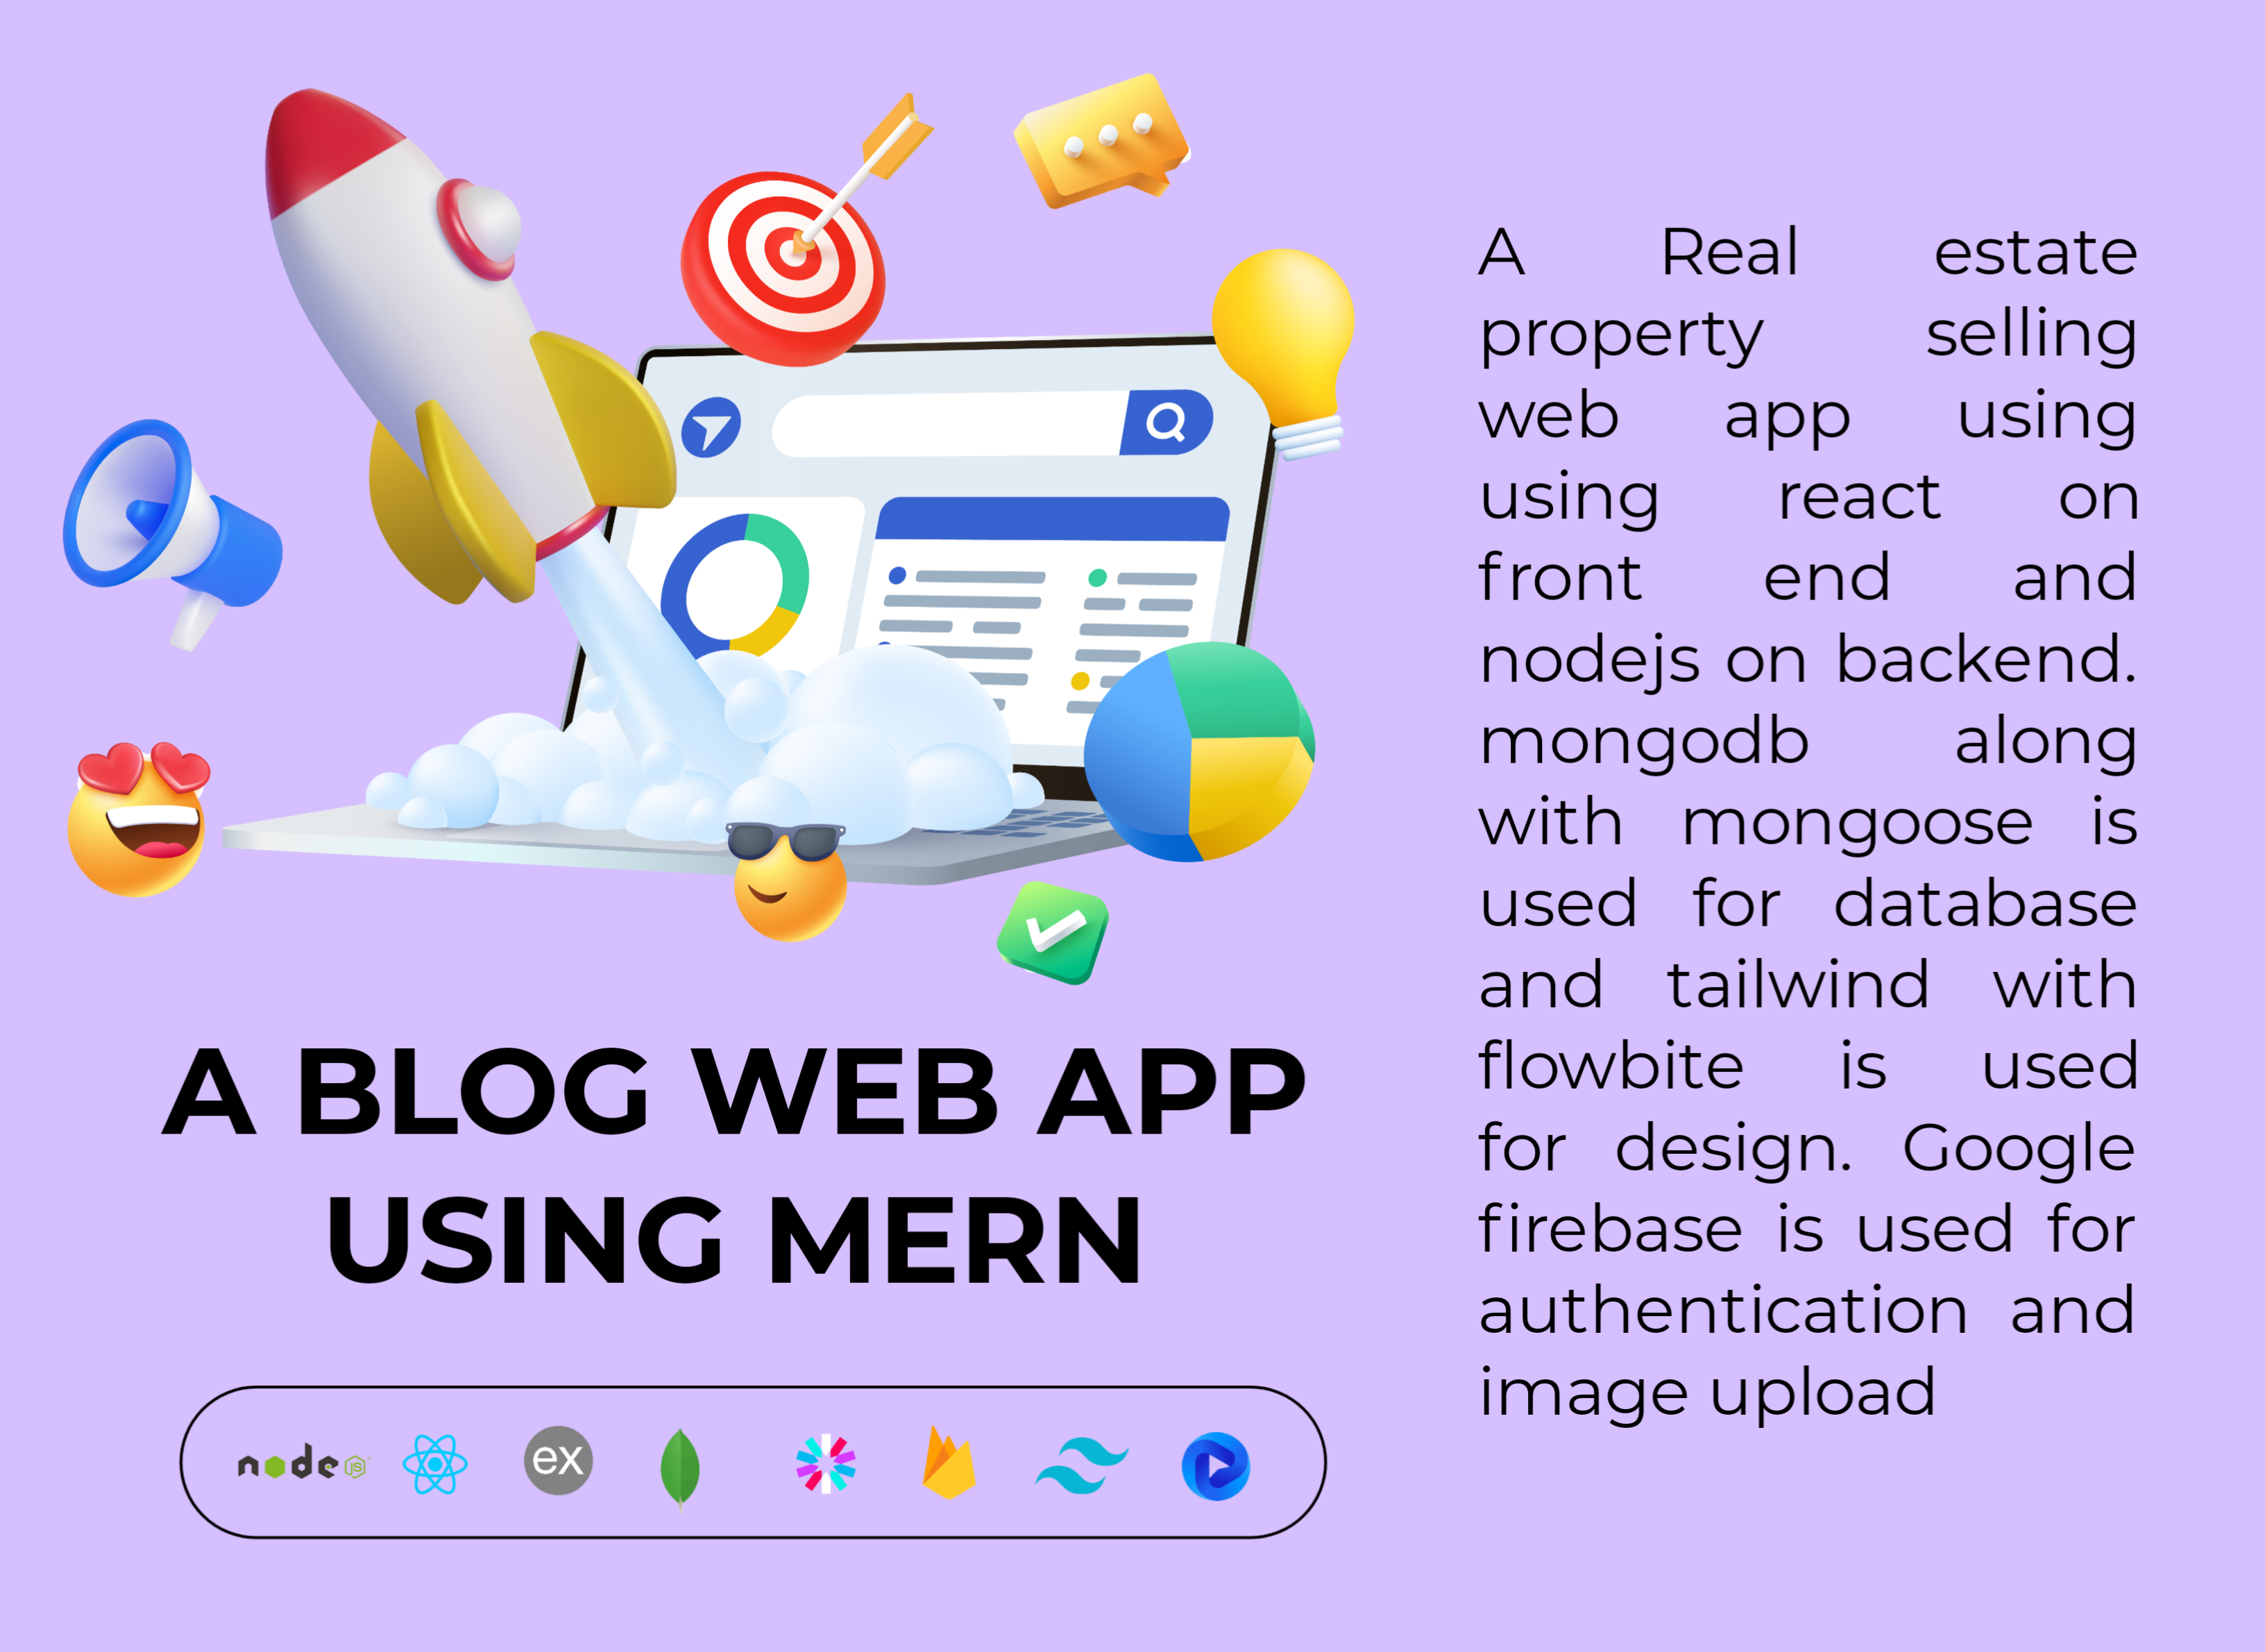 A BLOG WEB APP
USING MERN
node JS
ex
A Real estate
property selling
web app using
using react on
front end and
nodejs on backend.
mongodb along
with mongoose is
used for database
and tailwind with
flowbite is used
for design. Google
firebase is used for
authentication and
image upload